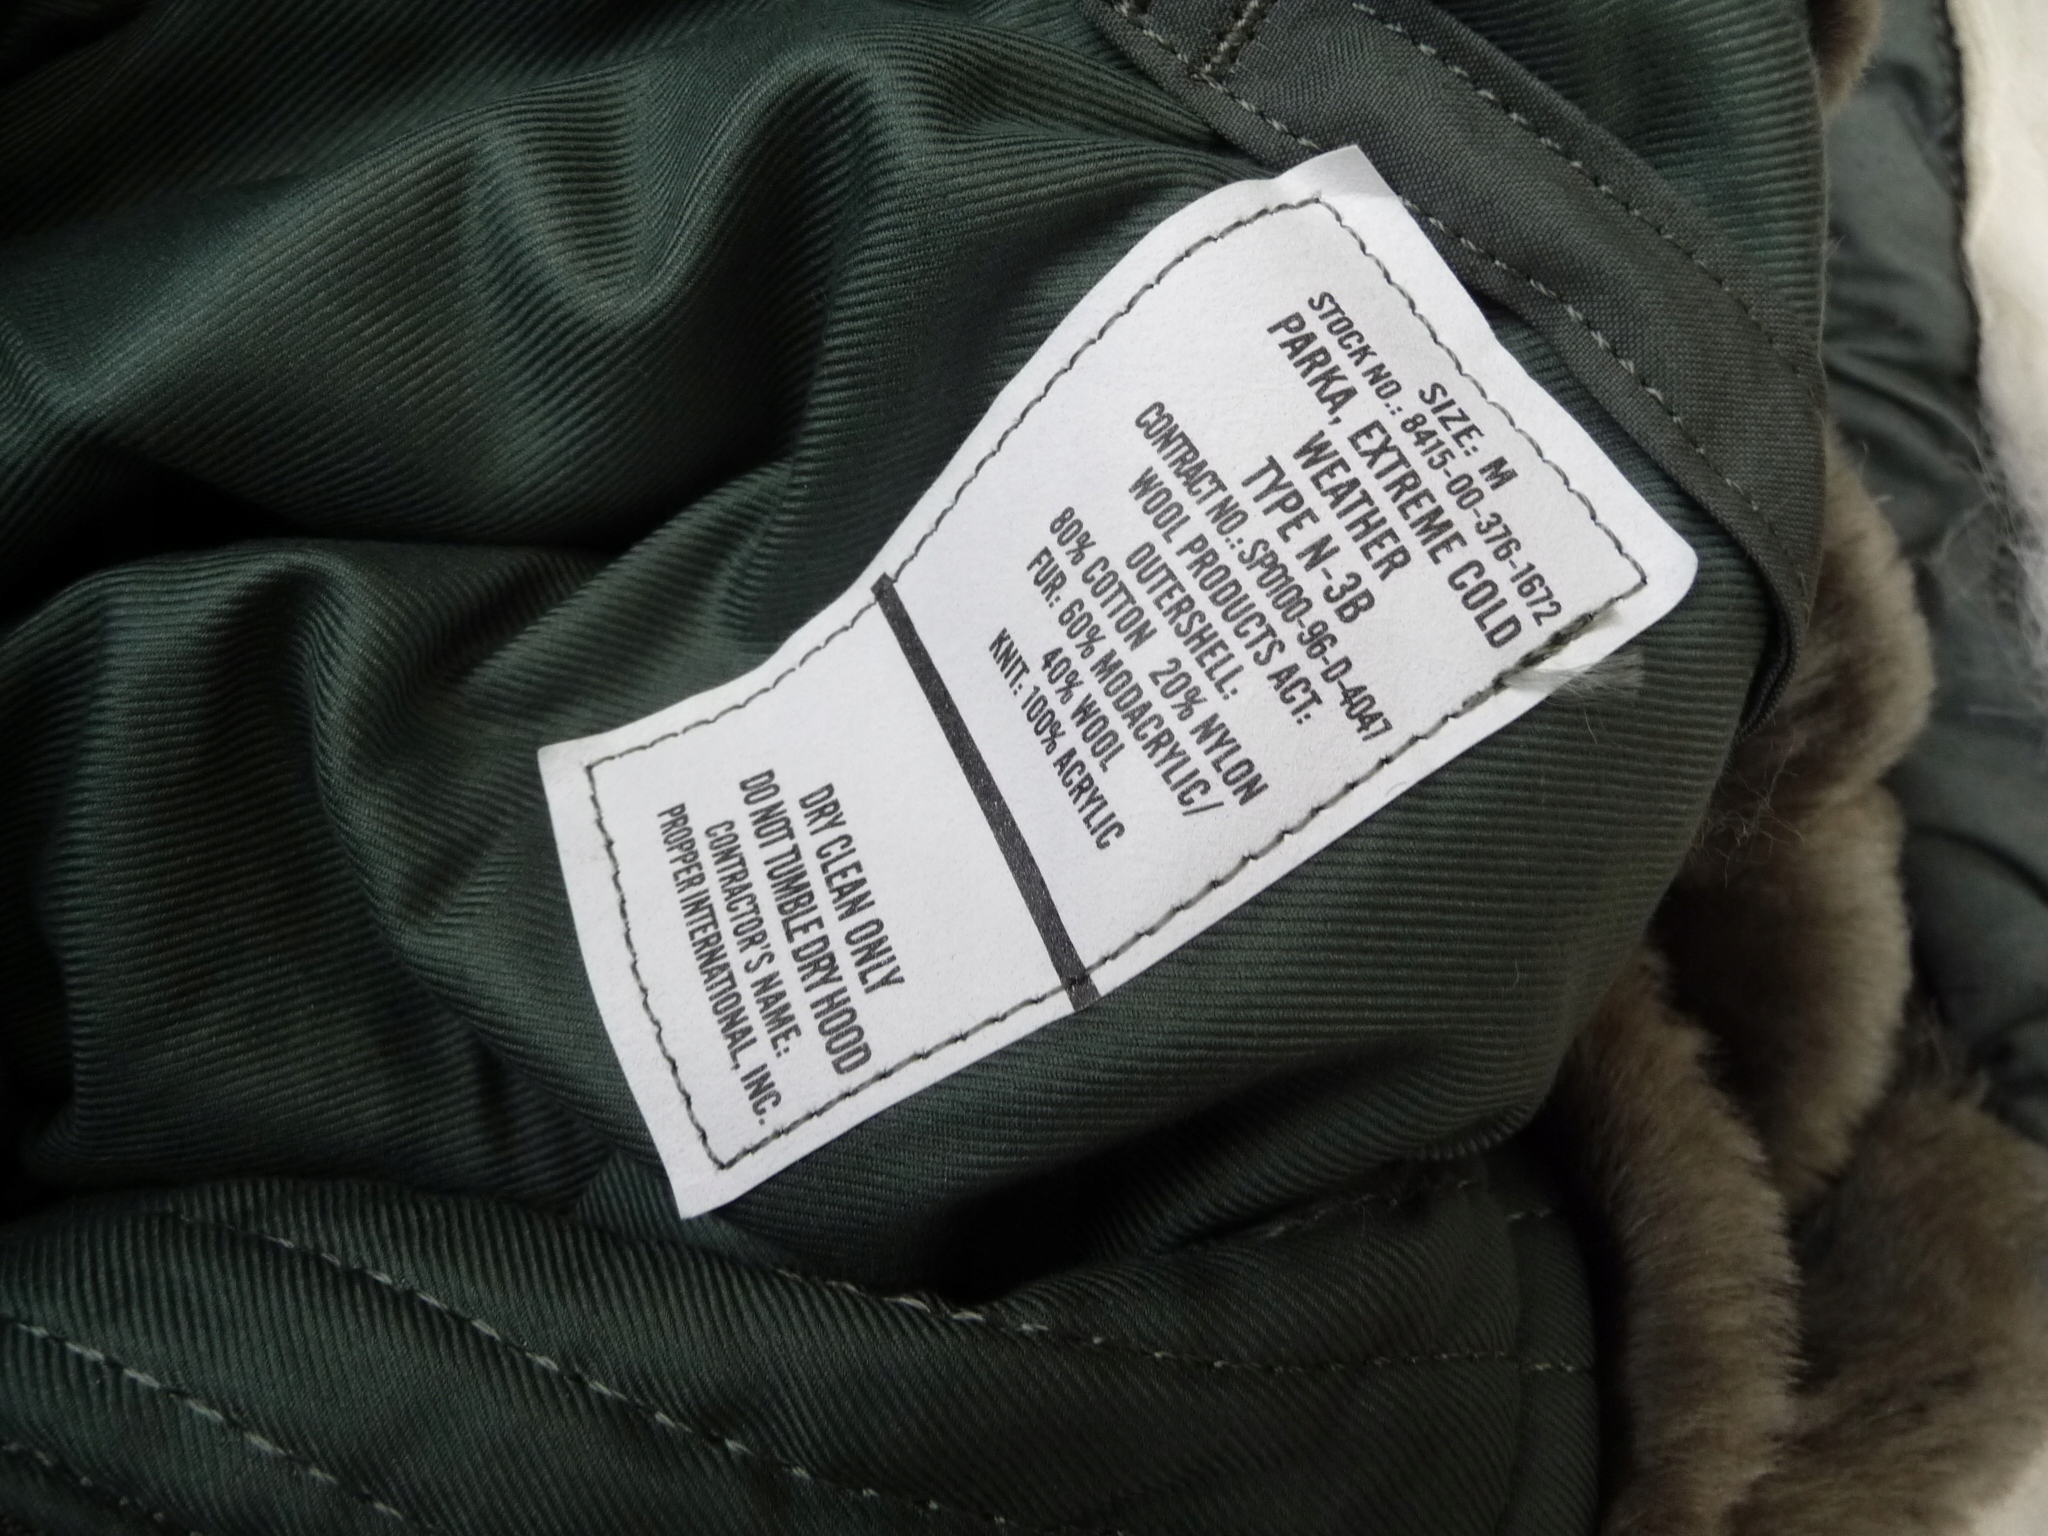 SIZE: M
STOCK NO.: 8415-00-376-1672
PARKA, EXTREME COLD
WEATHER
TYPE N-3B
CONTRACT NO.: SPO100-96-D-4047
WOOL PRODUCTS ACT:
OUTERSHELL:
80% COTTON 20% NYLON
FUR: 60% MODACRYLIC/
40% WOOL
KNIT: 100% ACRYLIC
DRY CLEAN ONLY
DO NOT TUMBLE DRY HOOD
CONTRACTOR'S NAME:
PROPPER INTERNATIONAL, INC.